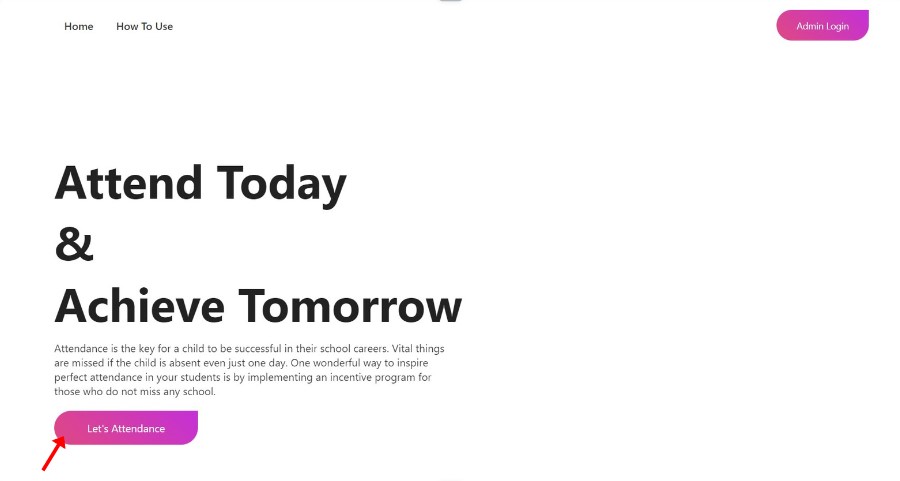 Home
How To Use
Admin Login
Attend Today
&
Achieve Tomorrow
Attendance is the key for a child to be successful in their school careers. Vital things
are missed if the child is absent even just one day. One wonderful way to inspire
perfect attendance in your students is by implementing an incentive program for
those who do not miss any school.
Let's Attendance